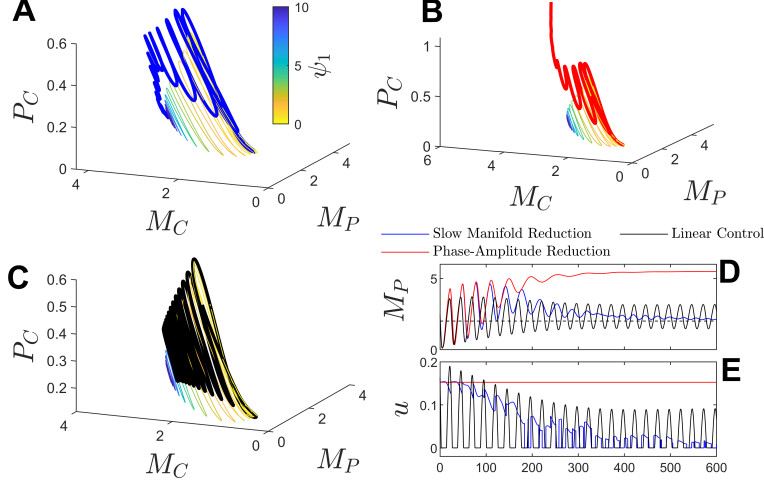 A
0.6
0.4
0.2
0
P_C
4
2
0
M_C
0
2
4
M_P
10
5
0
ψ_1
B
1
0.5
0
P_C
6
4
2
0
M_C
0
2
4
M_P
C
0.6
0.5
0.4
0.3
0.2
P_C
4
2
0
M_C
0
2
4
M_P
Slow Manifold Reduction
Linear Control
Phase-Amplitude Reduction
D
5
0
M_P
E
0.2
0.1
0
u
0 100 200 300 400 500 600